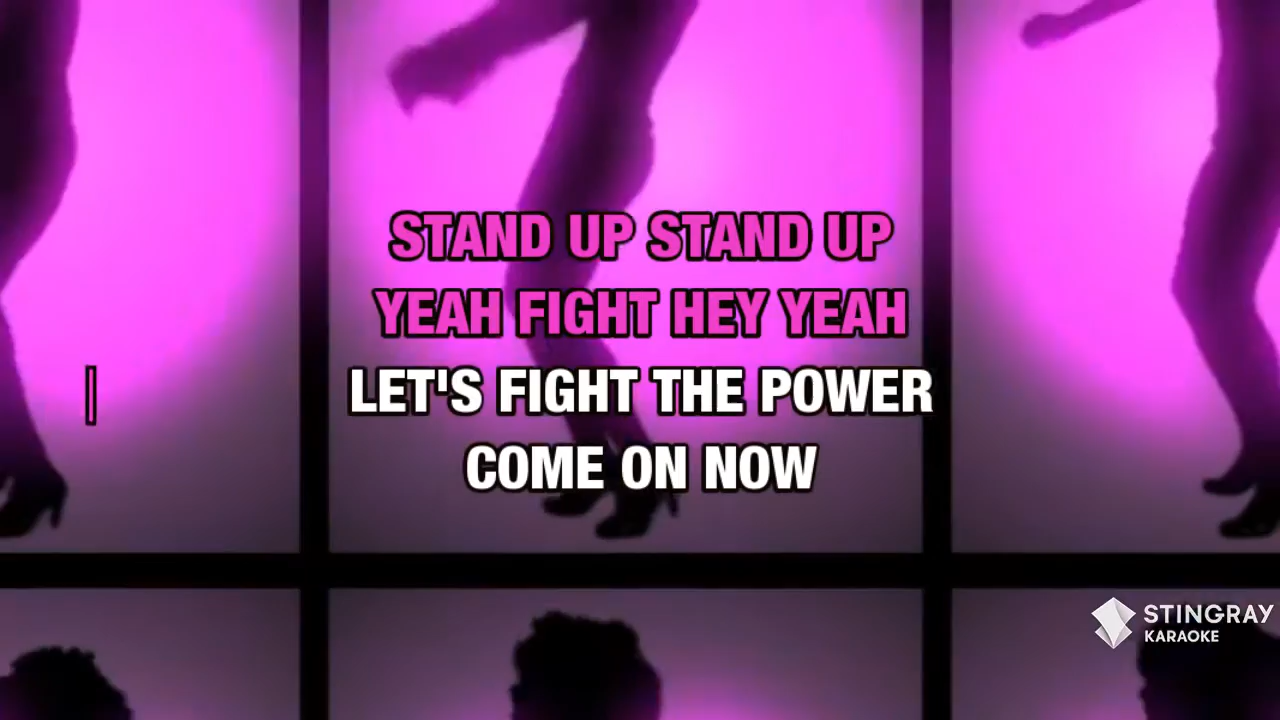 STAND UP STAND UP
YEAH FIGHT HEY YEAH
LET'S FIGHT THE POWER
COME ON NOW
STINGRAY
KARAOKE